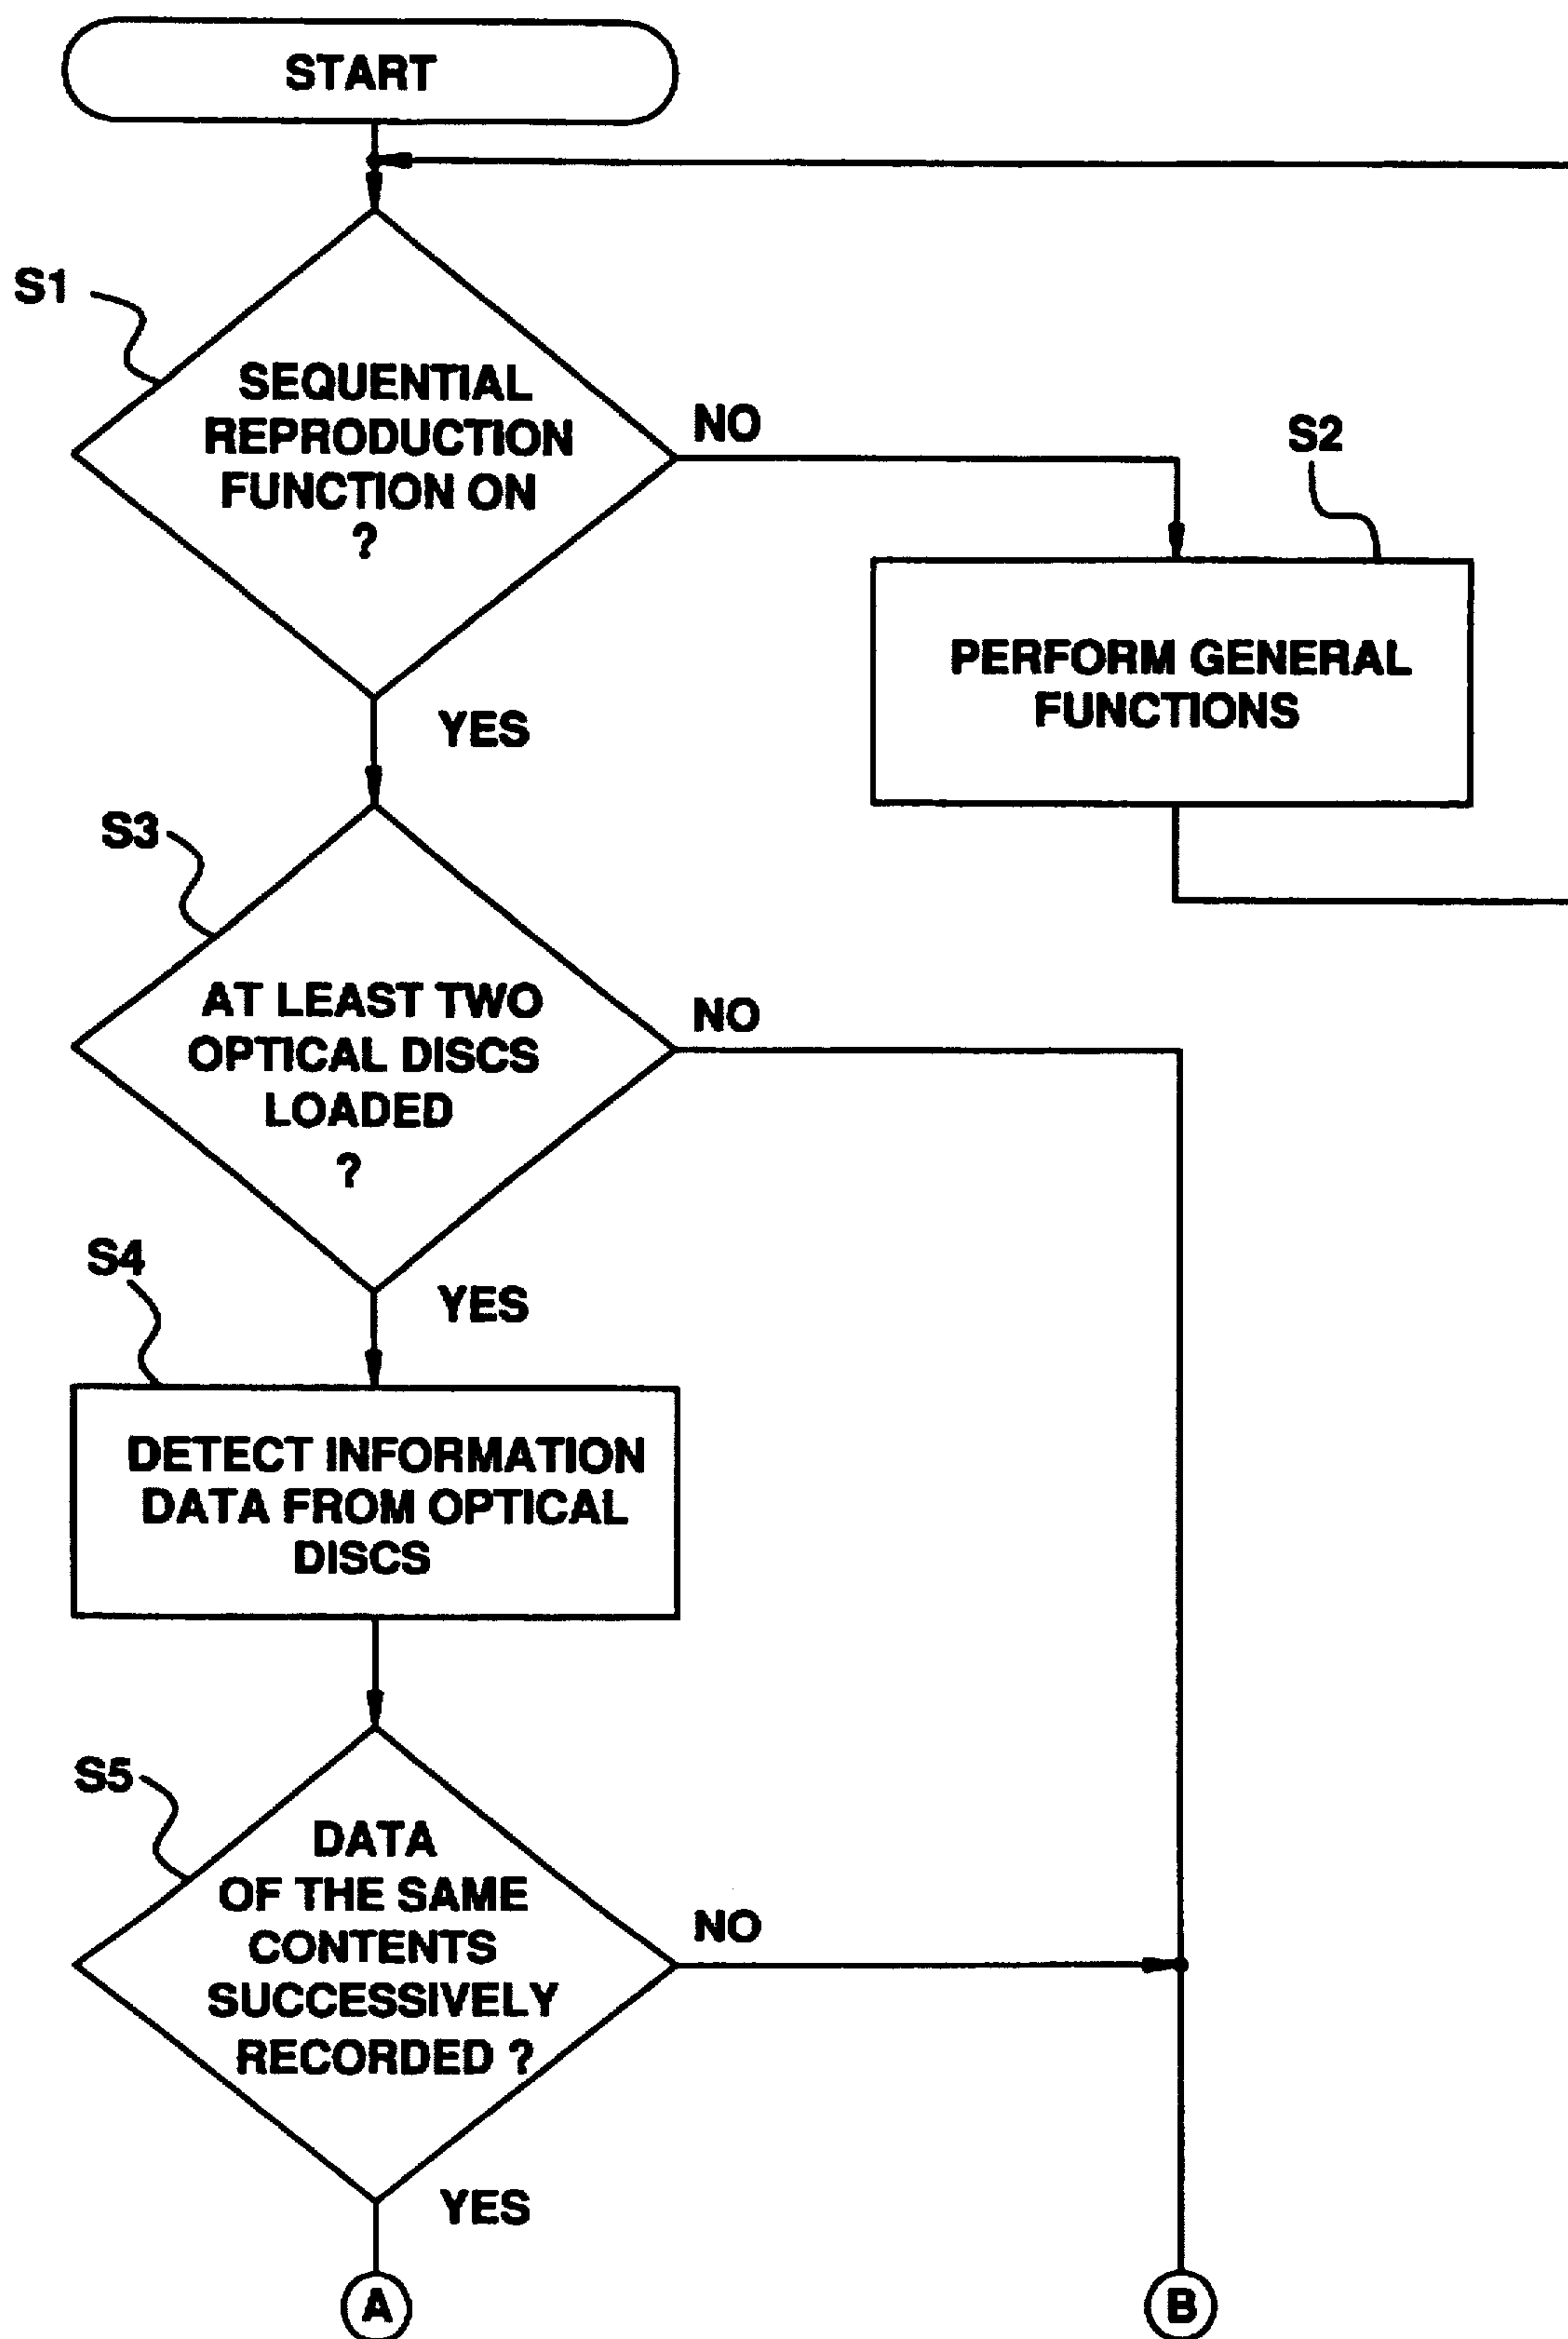 START
S1
SEQUENTIAL
REPRODUCTION
FUNCTION ON
?
NO
S2
PERFORM GENERAL
FUNCTIONS
YES
S3
AT LEAST TWO
OPTICAL DISCS
LOADED
?
NO
S4
YES
DETECT INFORMATION
DATA FROM OPTICAL
DISCS
S5
DATA
OF THE SAME
CONTENTS
SUCCESSIVELY
RECORDED ?
NO
YES
A
B